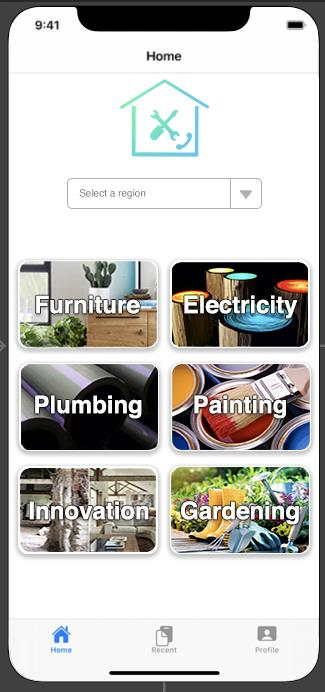 9:41
Home
Select a region
Furniture
Electricity
Plumbing
Painting
Innovation
Gardening
Home
Recent
Profile